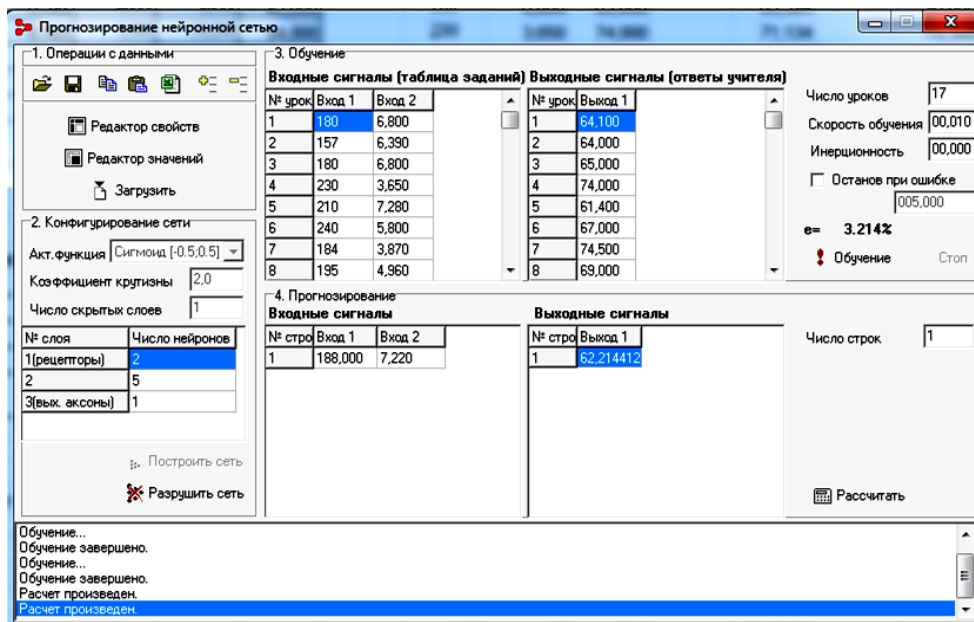 Прогнозирование нейронной сетью
1. Операции с данными
Редактор свойств
Редактор значений
Загрузить
2. Конфигурирование сети
Акт.функция Сигмоид [-0.5;0.5]
Коэффициент крутизны 2,0
Число скрытых слоев 1
№ слоя Число нейронов
1(рецепторы) 2
2 5
3(вых. аксоны) 1
Построить сеть
Разрушить сеть
3. Обучение
Входные сигналы (таблица заданий)
№ урок Вход 1 Вход 2
1 180 6,800
2 157 6,390
3 180 6,800
4 230 3,650
5 210 7,280
6 240 5,800
7 184 3,870
8 195 4,960
Выходные сигналы (ответы учителя)
№ урок Выход 1
1 64,100
2 64,000
3 65,000
4 74,000
5 61,400
6 67,000
7 74,500
8 69,000
Число уроков 17
Скорость обучения 00,010
Инерционность 00,000
Останов при ошибке
005,000
e= 3.214%
Обучение Стоп
4. Прогнозирование
Входные сигналы
№ стро Вход 1 Вход 2
1 188,000 7,220
Выходные сигналы
№ стро Выход 1
1 62,214412
Число строк 1
Рассчитать
Обучение...
Обучение завершено.
Обучение...
Обучение завершено.
Расчет произведен.
Расчет произведен.